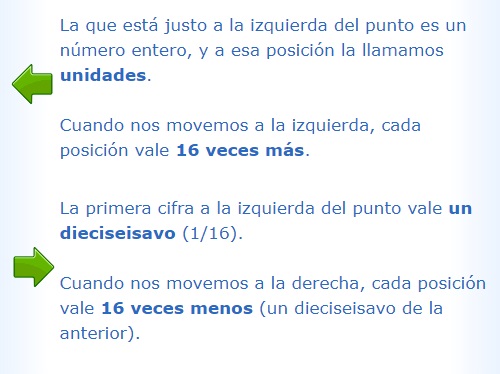 La que está justo a la izquierda del punto es un
número entero, y a esa posición la llamamos
unidades.
Cuando nos movemos a la izquierda, cada
posición vale 16 veces más.
La primera cifra a la izquierda del punto vale un
dieciseisavo (1/16).
Cuando nos movemos a la derecha, cada posición
vale 16 veces menos (un dieciseisavo de la
anterior).